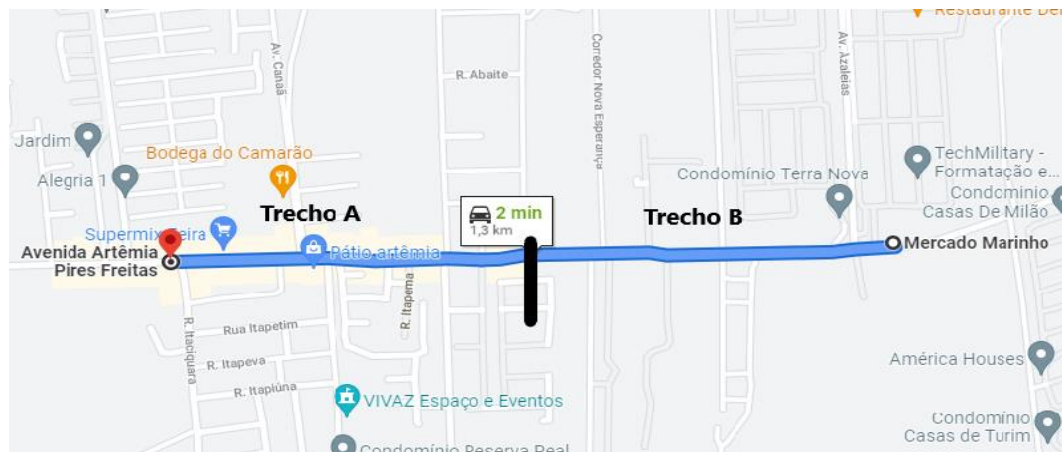 Restaurante
Av. Canaã
R. Abaite
Corredor Nova Esperança
Av. Azaleias
Jardim
Alegria 1
Bodega do Camarão
TechMilitary -
Formatação e...
Condomínio Terra Nova
Condomínio
Casas De Milão
Trecho A
2 min
1,3 km
Trecho B
Supermix Feira
Avenida Artêmia
Pires Freitas
Pátio artêmia
Mercado Marinho
R. Itapema
R. Itaciquara
Rua Itapetim
R. Itapeva
R. Itapiúna
América Houses
VIVAZ Espaço e Eventos
Condomínio
Casas de Turim
Condomínio Reserva Real